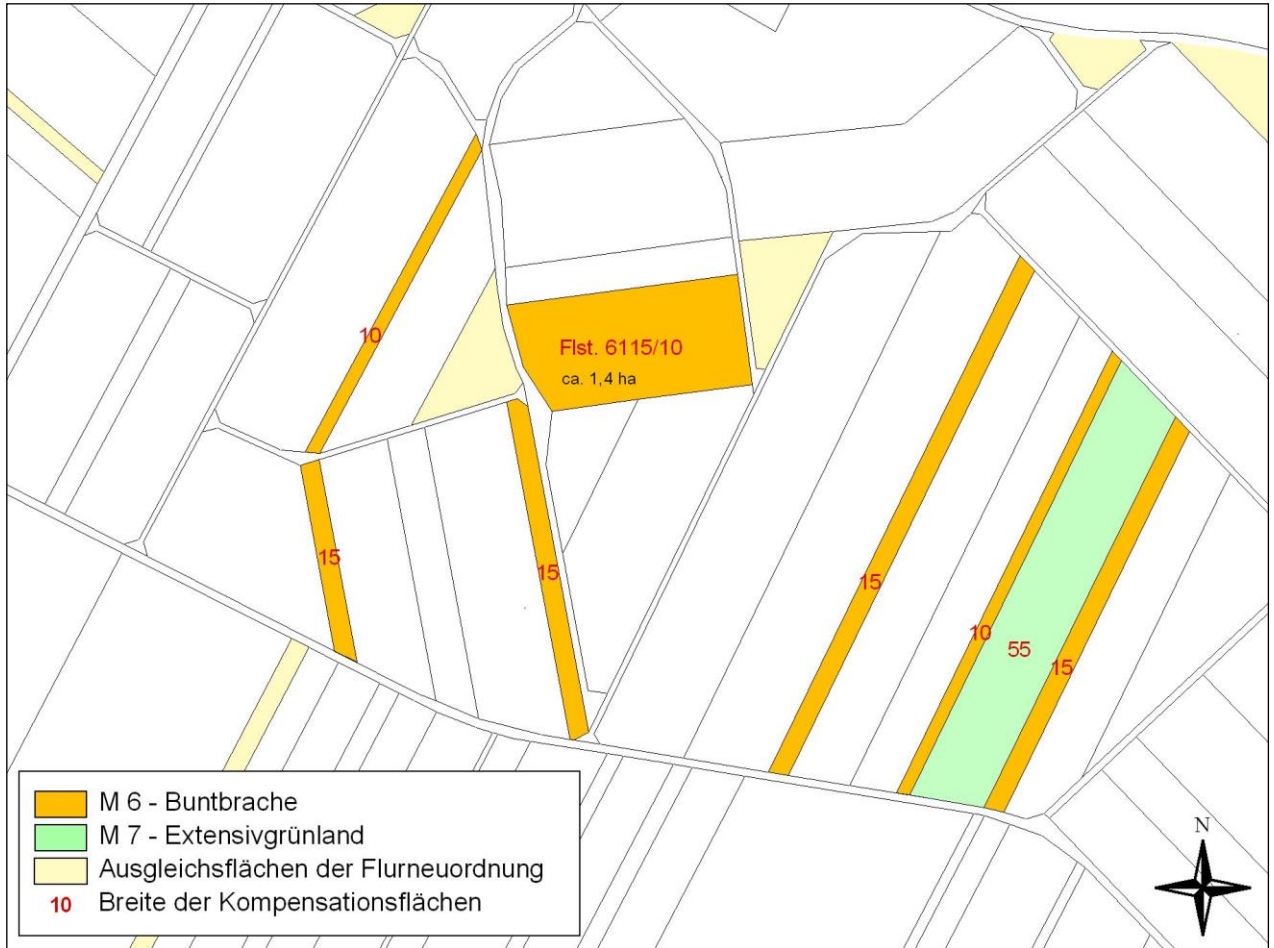 10
Flst. 6115/10
ca. 1,4 ha
15
15
15
10
55
15
M 6 - Buntbrache
M 7 - Extensivgrünland
Ausgleichsflächen der Flurneuordnung
10 Breite der Kompensationsflächen
N